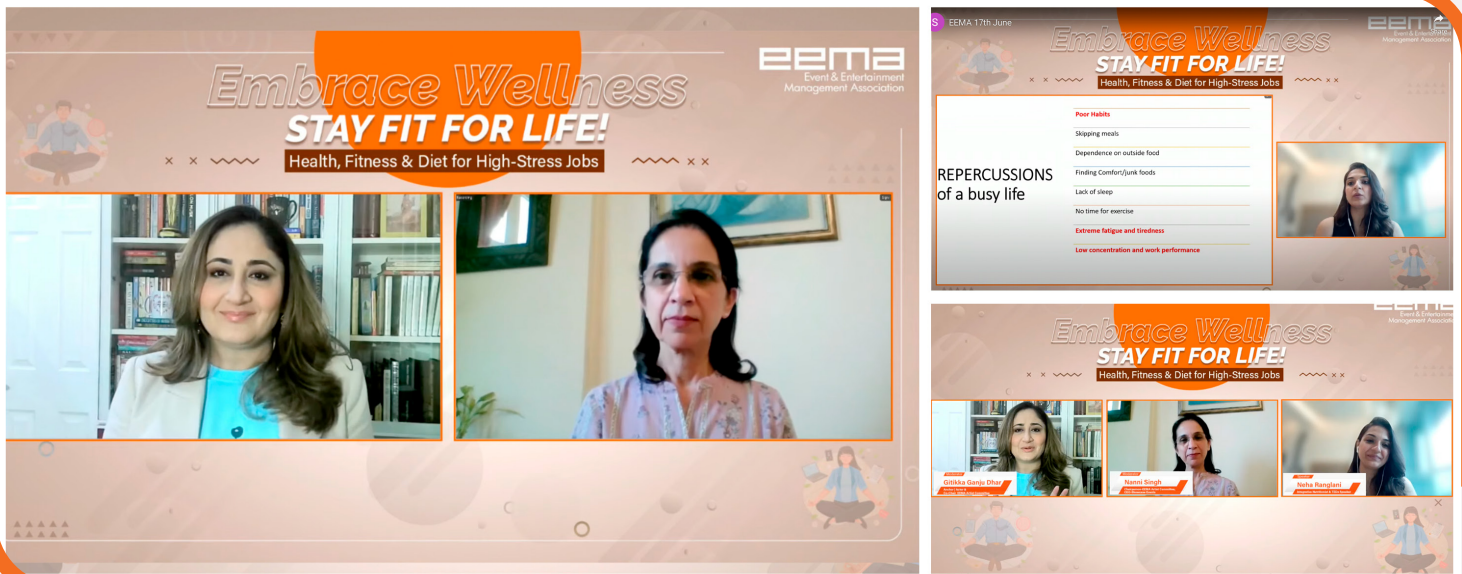 Embrace Wellness
STAY FIT FOR LIFE!
Health, Fitness & Diet for High-Stress Jobs
eema
Event & Entertainment
Management Association
S EEMA 17th June
Embrace Wellness
STAY FIT FOR LIFE!
Health, Fitness & Diet for High-Stress Jobs
eema
Event & Entertainment
Management Association
REPERCUSSIONS
of a busy life
Poor Habits
Skipping meals
Dependence on outside food
Finding Comfort/junk foods
Lack of sleep
No time for exercise
Extreme fatigue and tiredness
Low concentration and work performance
eema
Event & Entertainme
Management Associatio
Embrace Wellness
STAY FIT FOR LIFE!
Health, Fitness & Diet for High-Stress Jobs
Gitikka Ganju Dhar
Nanni Singh
Neha Ranglani